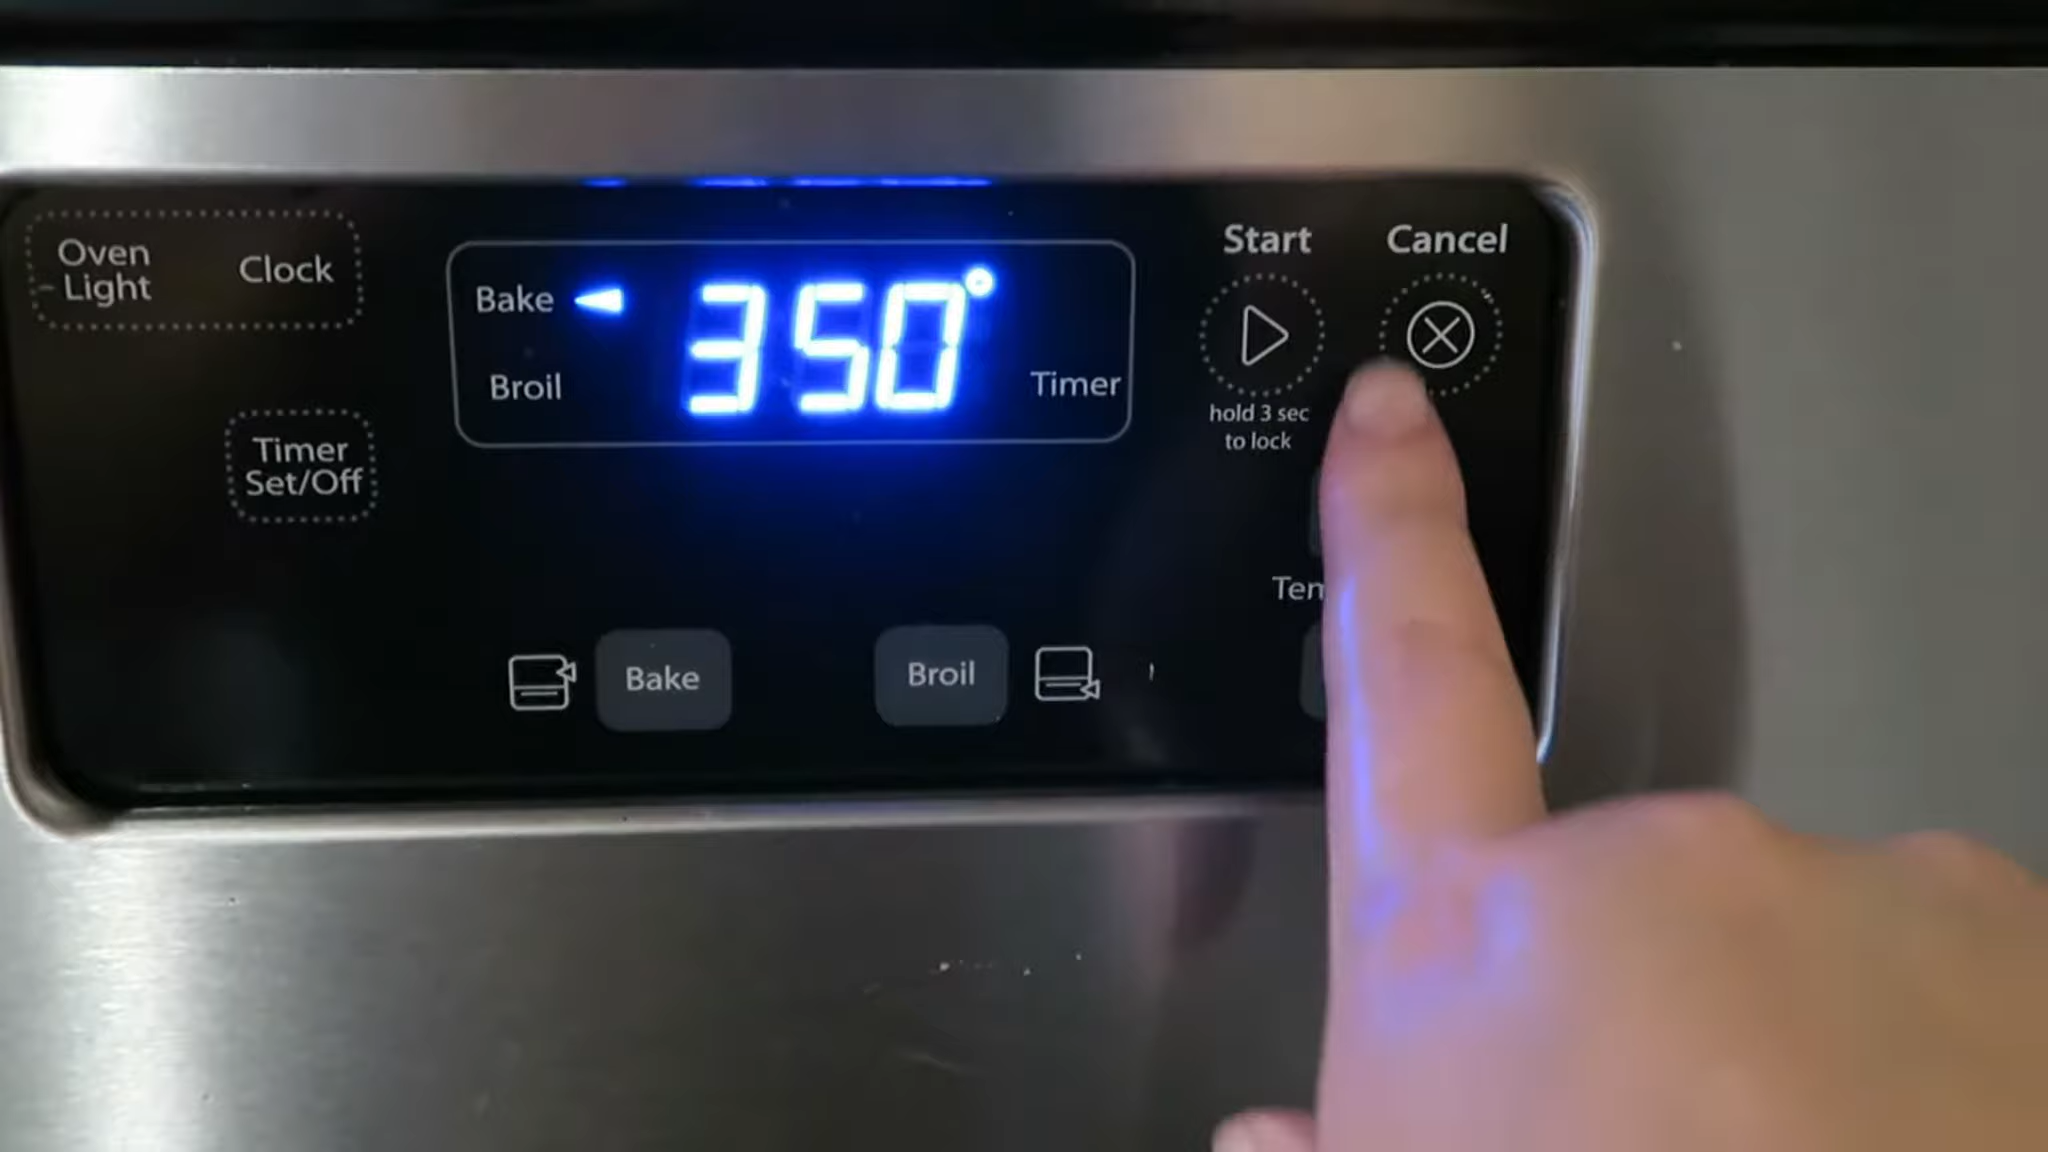 Oven
Light
Clock
Timer
Set/Off
Bake
350°
Broil
Timer
Start
Cancel
hold 3 sec
to lock
Bake
Broil